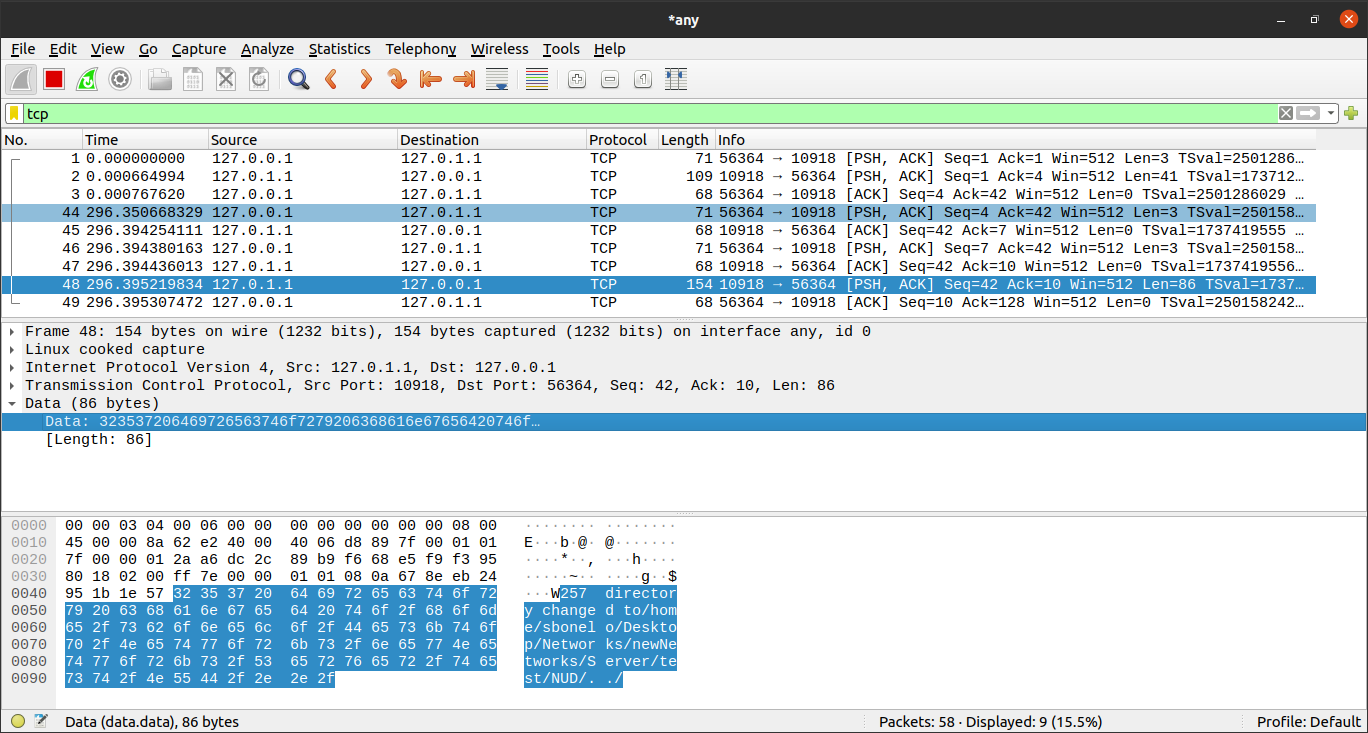 *any
File Edit View Go Capture Analyze Statistics Telephony Wireless Tools Help
tcp
No. Time Source Destination Protocol Length Info
1 0.000000000 127.0.0.1 127.0.1.1 TCP 71 56364 → 10918 [PSH, ACK] Seq=1 Ack=1 Win=512 Len=3 TSval=2501286…
2 0.000664994 127.0.1.1 127.0.0.1 TCP 109 10918 → 56364 [PSH, ACK] Seq=1 Ack=4 Win=512 Len=41 TSval=173712…
3 0.000767620 127.0.0.1 127.0.1.1 TCP 68 56364 → 10918 [ACK] Seq=4 Ack=42 Win=512 Len=0 TSval=2501286029 …
44 296.350668329 127.0.0.1 127.0.1.1 TCP 71 56364 → 10918 [PSH, ACK] Seq=4 Ack=42 Win=512 Len=3 TSval=250158…
45 296.394254111 127.0.1.1 127.0.0.1 TCP 68 10918 → 56364 [ACK] Seq=42 Ack=7 Win=512 Len=0 TSval=1737419555 …
46 296.394380163 127.0.0.1 127.0.1.1 TCP 71 56364 → 10918 [PSH, ACK] Seq=7 Ack=42 Win=512 Len=3 TSval=250158…
47 296.394436013 127.0.1.1 127.0.0.1 TCP 68 10918 → 56364 [ACK] Seq=42 Ack=10 Win=512 Len=0 TSval=1737419556…
48 296.395219834 127.0.1.1 127.0.0.1 TCP 154 10918 → 56364 [PSH, ACK] Seq=42 Ack=10 Win=512 Len=86 TSval=1737…
49 296.395307472 127.0.0.1 127.0.1.1 TCP 68 56364 → 10918 [ACK] Seq=10 Ack=128 Win=512 Len=0 TSval=250158242…
Frame 48: 154 bytes on wire (1232 bits), 154 bytes captured (1232 bits) on interface any, id 0
Linux cooked capture
Internet Protocol Version 4, Src: 127.0.1.1, Dst: 127.0.0.1
Transmission Control Protocol, Src Port: 10918, Dst Port: 56364, Seq: 42, Ack: 10, Len: 86
Data (86 bytes)
Data: 323537206469726563746f7279206368616e67656420746f…
[Length: 86]
0000 00 00 03 04 00 06 00 00 00 00 00 00 00 00 08 00 ········ ········
0010 45 00 00 8a 62 e2 40 00 40 06 d8 89 7f 00 01 01 E···b·@· @·······
0020 7f 00 00 01 2a a6 dc 2c 89 b9 f6 68 e5 f9 f3 95 ····*··, ···h····
0030 80 18 02 00 ff 7e 00 00 01 01 08 0a 67 8e eb 24 ·····~·· ····g··$
0040 95 1b 1e 57 32 35 37 20 64 69 72 65 63 74 6f 72 ···W257 director
0050 79 20 63 68 61 6e 67 65 64 20 74 6f 2f 68 6f 6d y change d to/hom
0060 65 2f 73 62 6f 6e 65 6c 6f 2f 44 65 73 6b 74 6f e/sbonel o/Deskto
0070 70 2f 4e 65 74 77 6f 72 6b 73 2f 6e 65 77 4e 65 p/Networ ks/newNe
0080 74 77 6f 72 6b 73 2f 53 65 72 76 65 72 2f 74 65 tworks/S erver/te
0090 73 74 2f 4e 55 44 2f 2e 2e 2f st/NUD/. ./
Data (data.data), 86 bytes Packets: 58 · Displayed: 9 (15.5%) Profile: Default